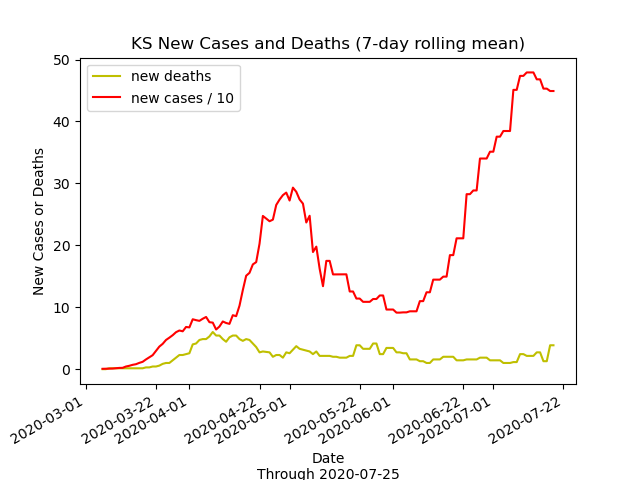 KS New Cases and Deaths (7-day rolling mean)
new deaths
new cases / 10
New Cases or Deaths
50
40
30
20
10
0
2020-03-01
2020-03-22
2020-04-01
2020-04-22
2020-05-01
2020-05-22
2020-06-01
2020-06-22
2020-07-01
2020-07-22
Date
Through 2020-07-25